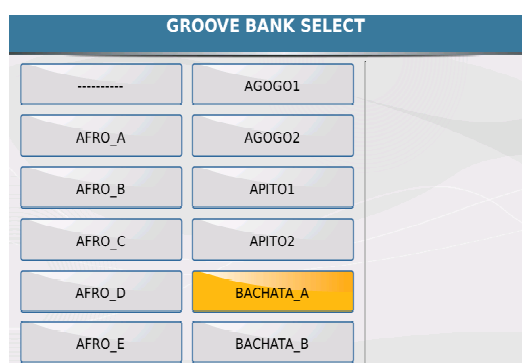 GROOVE BANK SELECT
----------
AGOGO1
AFRO_A
AGOGO2
AFRO_B
APITO1
AFRO_C
APITO2
AFRO_D
BACHATA_A
AFRO_E
BACHATA_B